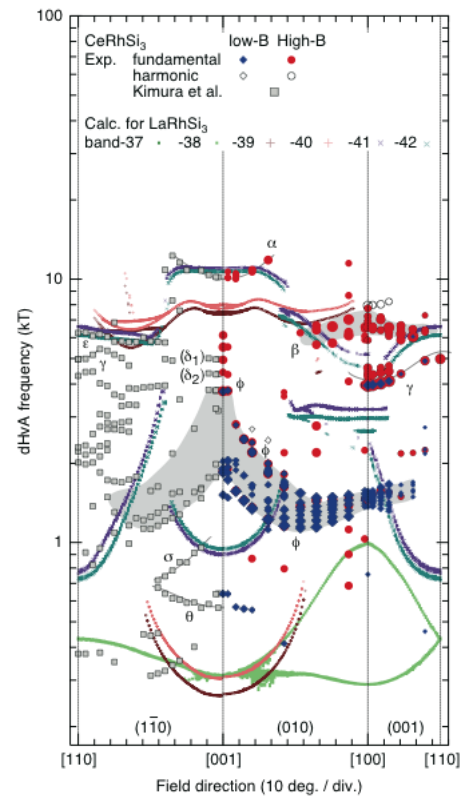 100
CeRhSi3 low-B High-B
Exp. fundamental
harmonic
Kimura et al.
Calc. for LaRhSi3
band-37 -38 -39 -40 -41 -42
α
10
ε
γ
(δ1)
(δ2)
ϕ
β
γ
ϕ
ϕ
1
σ
θ
(11̄0) (010) (001)
[110] [001] [100] [110]
Field direction (10 deg. / div.)
dHvA frequency (kT)